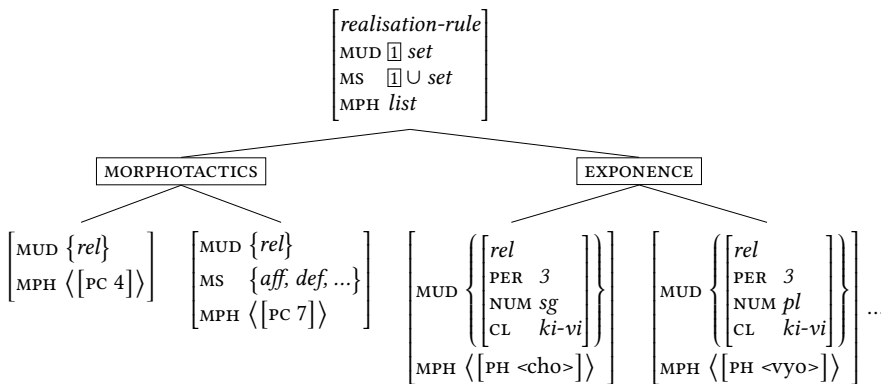 realisation-rule
MUD 1 set
MS 1 ∪ set
MPH list
MORPHOTACTICS EXPONENCE
MUD {rel}
MPH ⟨[PC 4]⟩
MUD {rel}
MS {aff, def, ...}
MPH ⟨[PC 7]⟩
rel
PER 3
MUD
NUM sg
CL ki-vi
MPH ⟨[PH <cho>]⟩
rel
PER 3
MUD
NUM pl
CL ki-vi
MPH ⟨[PH <vyo>]⟩
...